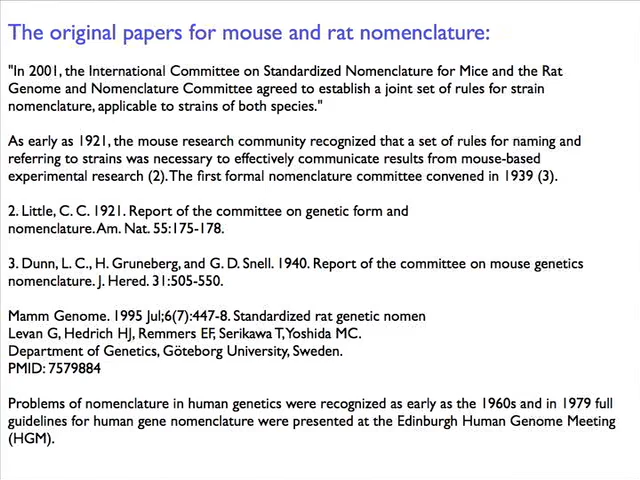 The original papers for mouse and rat nomenclature:
"In 2001, the International Committee on Standardized Nomenclature for Mice and the Rat
Genome and Nomenclature Committee agreed to establish a joint set of rules for strain
nomenclature, applicable to strains of both species."
As early as 1921, the mouse research community recognized that a set of rules for naming and
referring to strains was necessary to effectively communicate results from mouse-based
experimental research (2). The first formal nomenclature committee convened in 1939 (3).
2. Little, C. C. 1921. Report of the committee on genetic form and
nomenclature. Am. Nat. 55:175-178.
3. Dunn, L. C., H. Gruneberg, and G. D. Snell. 1940. Report of the committee on mouse genetics
nomenclature. J. Hered. 31:505-550.
Mamm Genome. 1995 Jul;6(7):447-8. Standardized rat genetic nomen
Levan G, Hedrich HJ, Remmers EF, Serikawa T, Yoshida MC.
Department of Genetics, Göteborg University, Sweden.
PMID: 7579884
Problems of nomenclature in human genetics were recognized as early as the 1960s and in 1979 full
guidelines for human gene nomenclature were presented at the Edinburgh Human Genome Meeting
(HGM).